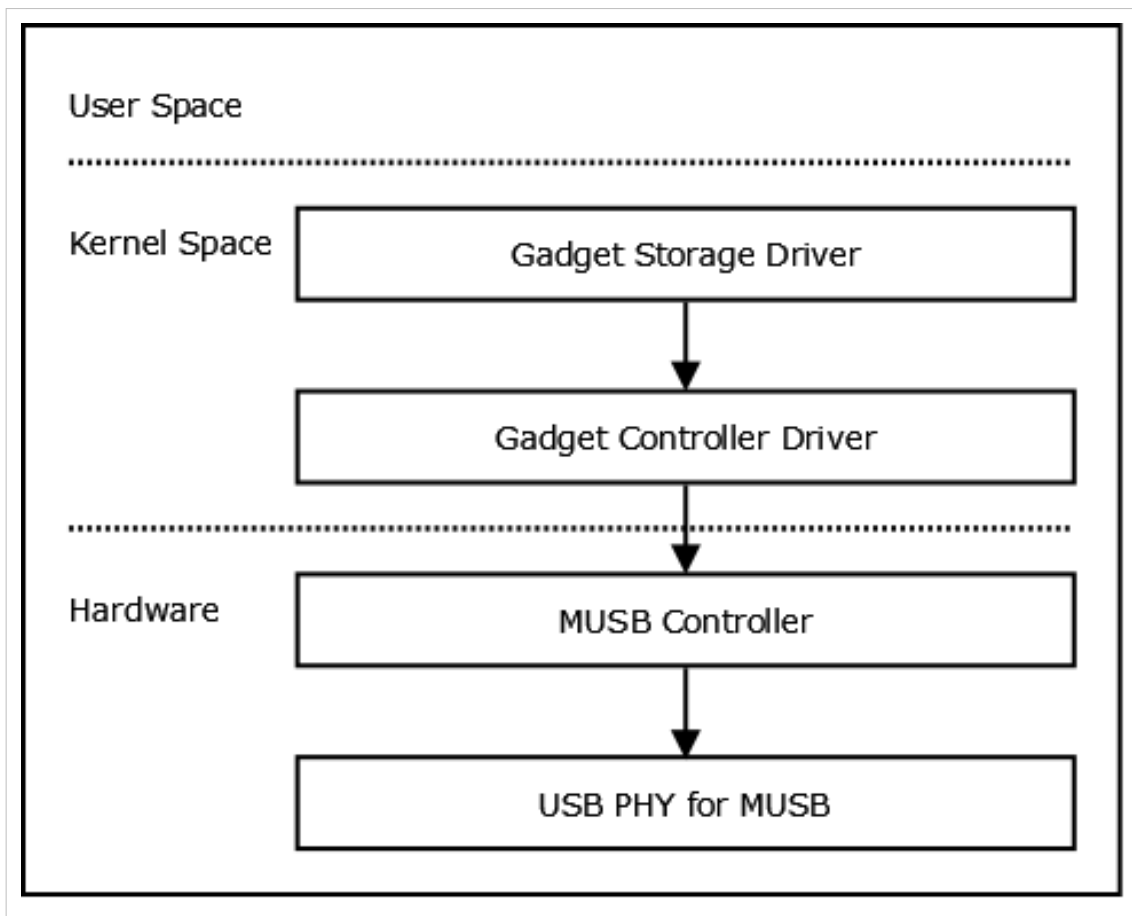 User Space
Kernel Space
Gadget Storage Driver
Gadget Controller Driver
Hardware
MUSB Controller
USB PHY for MUSB